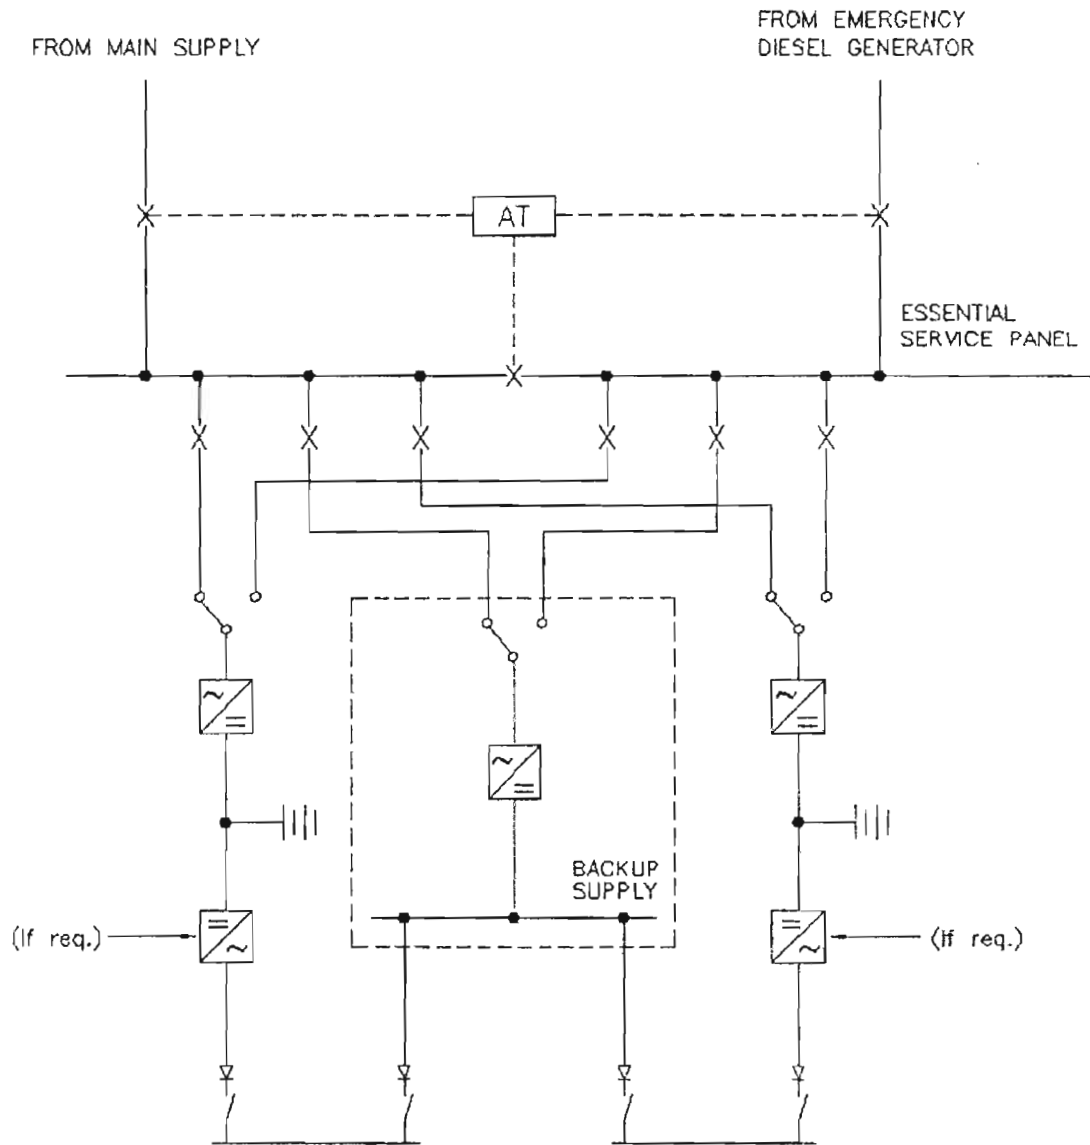 FROM MAIN SUPPLY
FROM EMERGENCY
DIESEL GENERATOR
AT
ESSENTIAL
SERVICE PANEL
BACKUP
SUPPLY
(If req.)
(If req.)